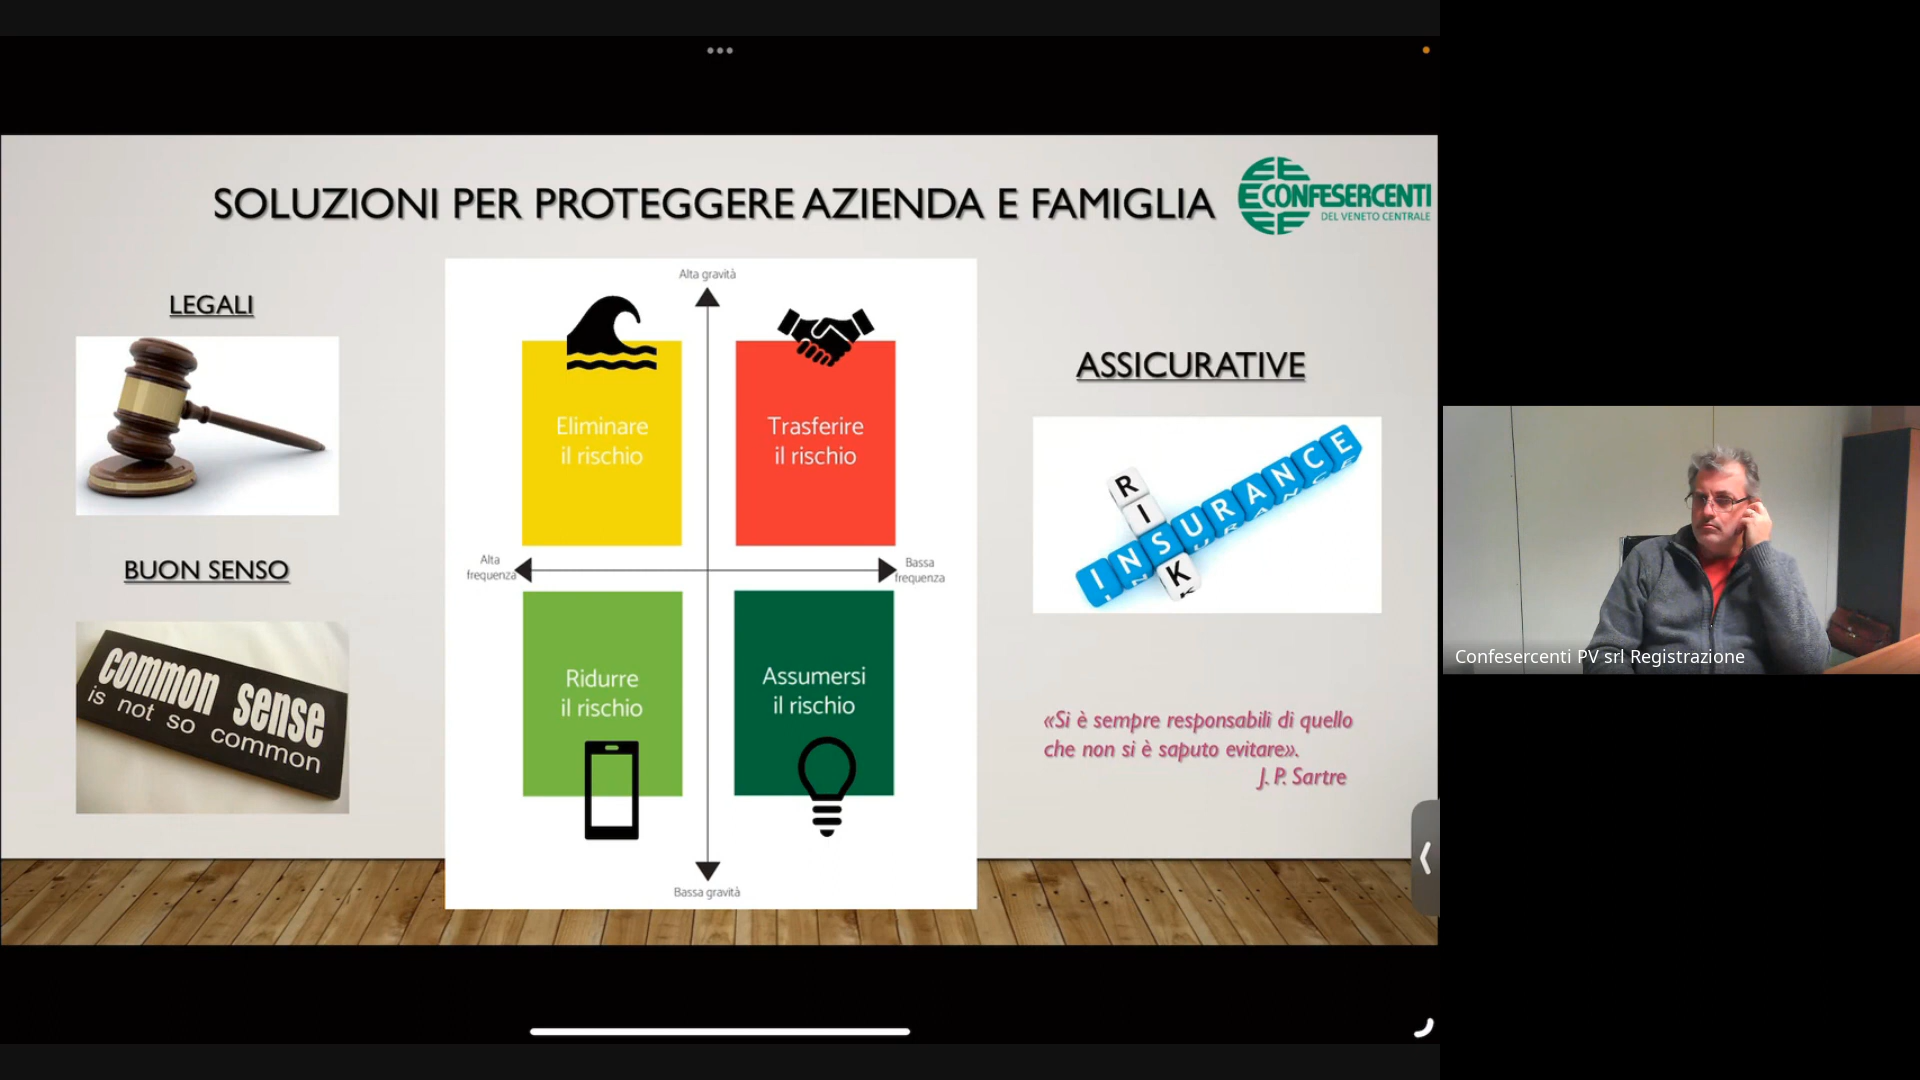 SOLUZIONI PER PROTEGGERE AZIENDA E FAMIGLIA
CONFESERCENTI
DEL VENETO CENTRALE
LEGALI
BUON SENSO
common sense
is not so common
Alta gravità
Eliminare
il rischio
Trasferire
il rischio
Alta
frequenza
Bassa
frequenza
Ridurre
il rischio
Assumersi
il rischio
Bassa gravità
ASSICURATIVE
RISK
INSURANCE
«Si è sempre responsabili di quello
che non si è saputo evitare».
J. P. Sartre
Confesercenti PV srl Registrazione